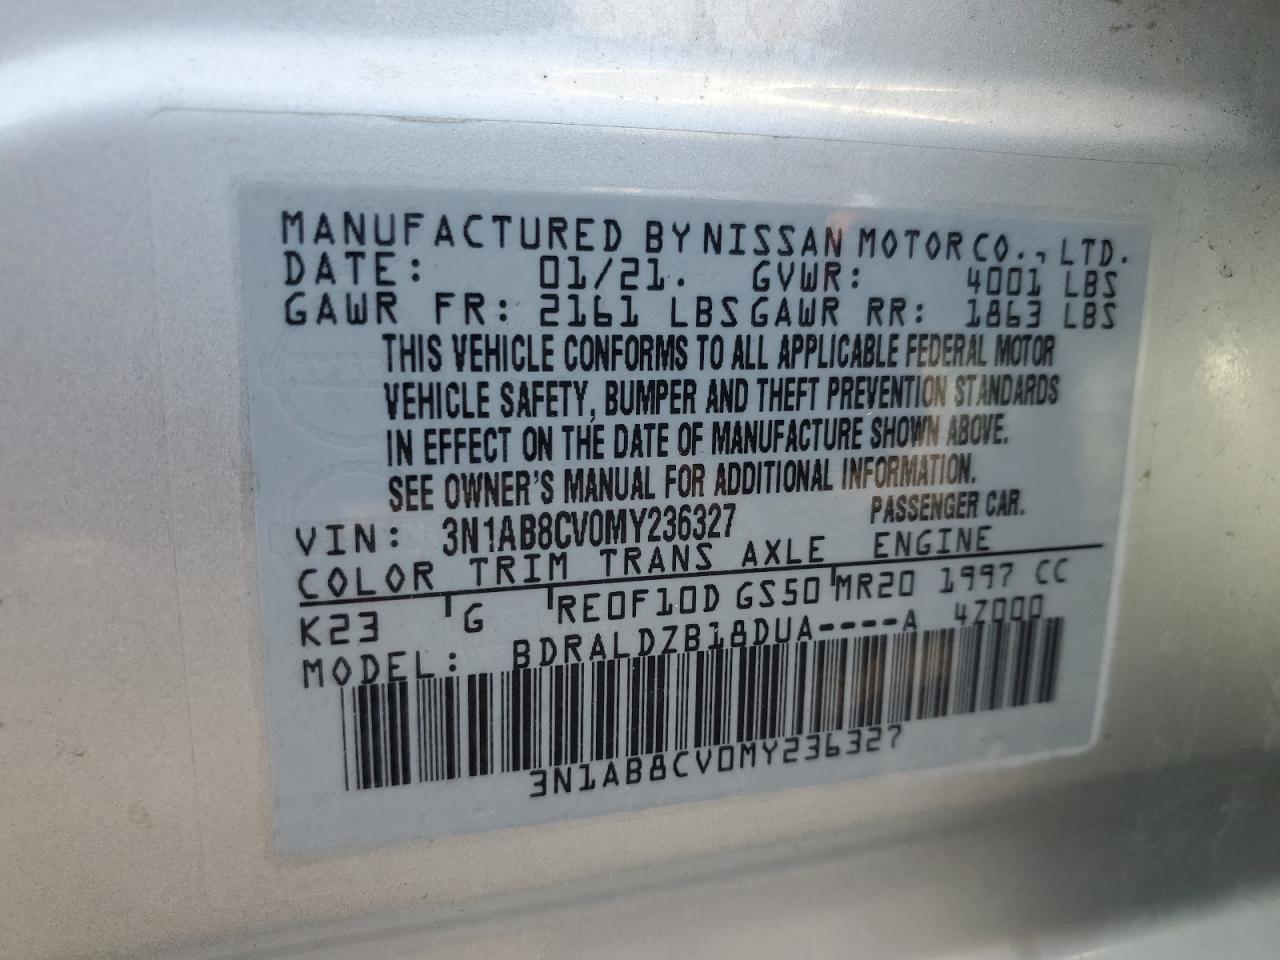 MANUFACTURED BY NISSAN MOTOR CO., LTD.
DATE: 01/21. GVWR: 4001 LBS
GAWR FR: 2161 LBS GAWR RR: 1863 LBS
THIS VEHICLE CONFORMS TO ALL APPLICABLE FEDERAL MOTOR
VEHICLE SAFETY, BUMPER AND THEFT PREVENTION STANDARDS
IN EFFECT ON THE DATE OF MANUFACTURE SHOWN ABOVE.
SEE OWNER'S MANUAL FOR ADDITIONAL INFORMATION.
VIN: 3N1AB8CV0MY236327 PASSENGER CAR.
COLOR TRIM TRANS AXLE ENGINE
K23 G RE0F10D GS50 MR20 1997 CC
MODEL: BDRALDZB18DUA----A 4Z000
3N1AB8CV0MY236327